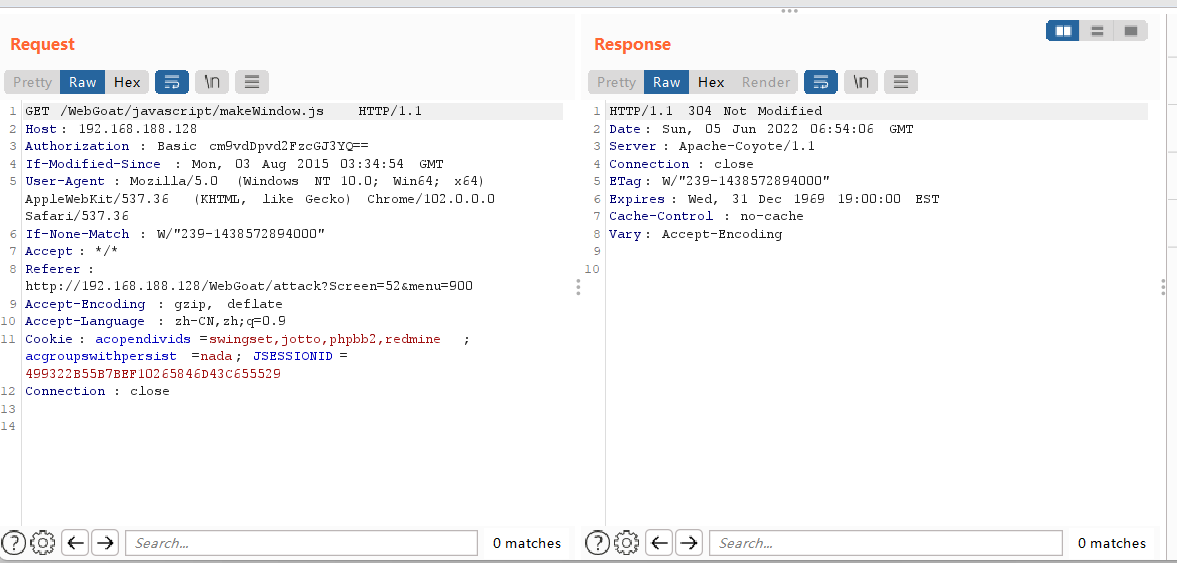 Request
Pretty Raw Hex \n
1 GET /WebGoat/javascript/makeWindow.js HTTP/1.1
2 Host: 192.168.188.128
3 Authorization: Basic cm9vdDpvd2FzcGJ3YQ==
4 If-Modified-Since: Mon, 03 Aug 2015 03:34:54 GMT
5 User-Agent: Mozilla/5.0 (Windows NT 10.0; Win64; x64)
AppleWebKit/537.36 (KHTML, like Gecko) Chrome/102.0.0.0
Safari/537.36
6 If-None-Match: W/"239-1438572894000"
7 Accept: */*
8 Referer:
http://192.168.188.128/WebGoat/attack?Screen=52&menu=900
9 Accept-Encoding: gzip, deflate
10 Accept-Language: zh-CN,zh;q=0.9
11 Cookie: acopendivids=swingset,jotto,phpbb2,redmine;
acgroupswithpersist=nada; JSESSIONID=
499322B55B7BEF10265846D43C655529
12 Connection: close
13
14
Search...
0 matches
Response
Pretty Raw Hex Render \n
1 HTTP/1.1 304 Not Modified
2 Date: Sun, 05 Jun 2022 06:54:06 GMT
3 Server: Apache-Coyote/1.1
4 Connection: close
5 ETag: W/"239-1438572894000"
6 Expires: Wed, 31 Dec 1969 19:00:00 EST
7 Cache-Control: no-cache
8 Vary: Accept-Encoding
9
10
Search...
0 matches